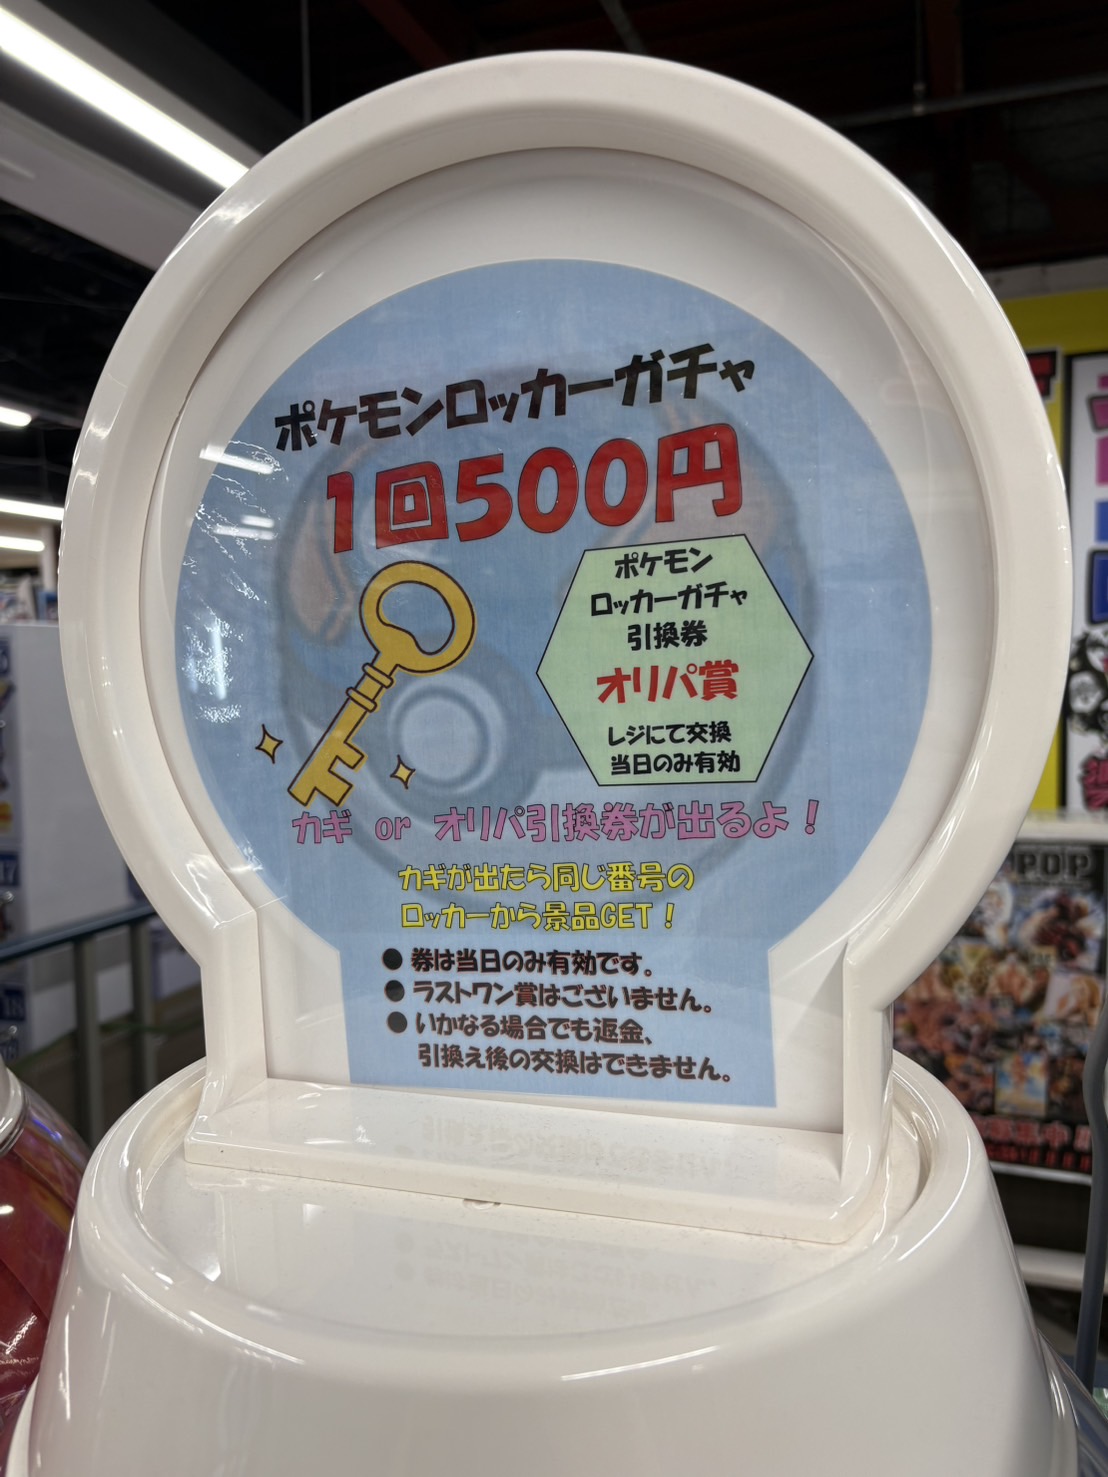 ポケモンロッカーガチャ
1回500円
ポケモン
ロッカーガチャ
引換券
オリパ賞
レジにて交換
当日のみ有効
カギ or オリパ引換券が出るよ！
カギが出たら同じ番号の
ロッカーから景品GET！
● 券は当日のみ有効です。
● ラストワン賞はございません。
● いかなる場合でも返金、
引換え後の交換はできません。